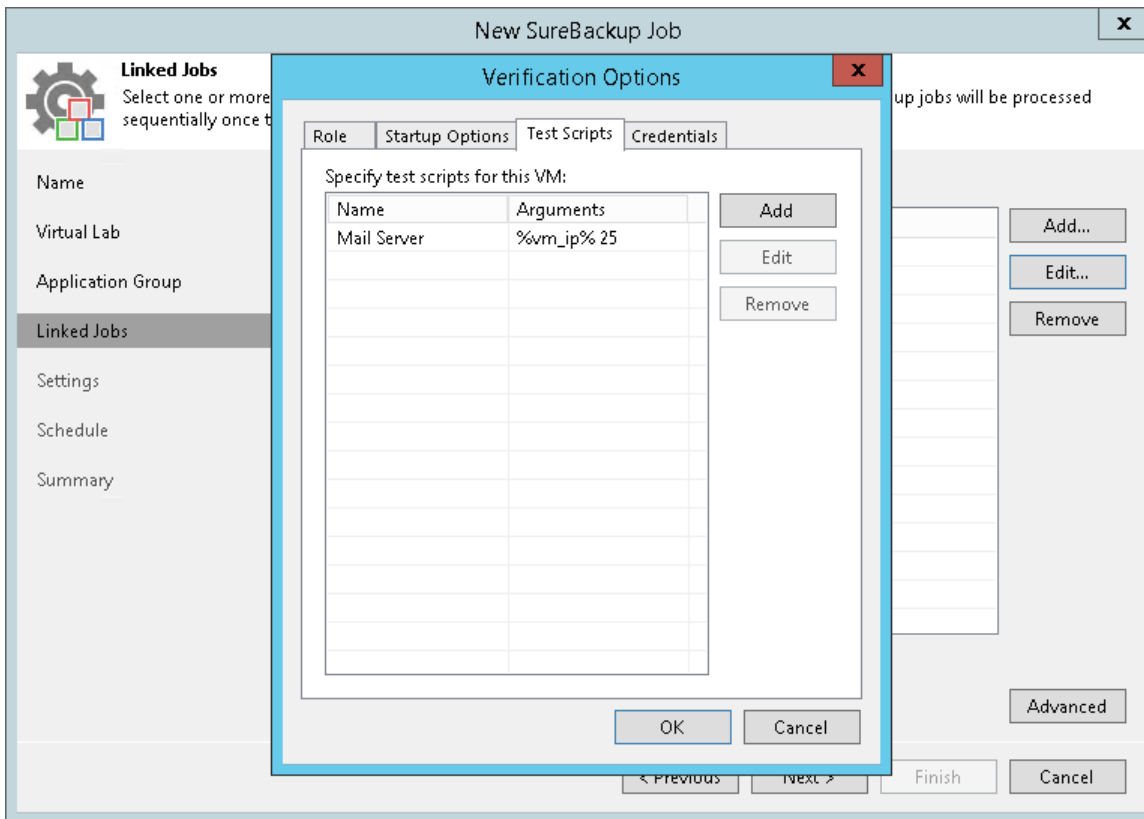 New SureBackup Job
x
Linked Jobs
Select one or more
up jobs will be processed
sequentially once t
Verification Options
x
Name
Virtual Lab
Application Group
Linked Jobs
Settings
Schedule
Summary
Role
Startup Options
Test Scripts
Credentials
Specify test scripts for this VM:
Name Arguments
Mail Server %vm_ip% 25
Add
Edit
Remove
OK
Cancel
Add...
Edit...
Remove
Advanced
< Previous
Next >
Finish
Cancel